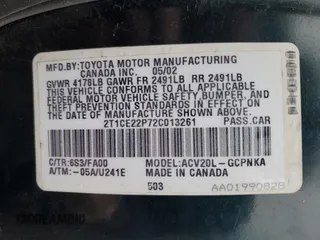 MFD.BY:TOYOTA MOTOR MANUFACTURING
CANADA INC. 05/02
GVWR 4178LB GAWR FR 2491LB RR 2491LB
THIS VEHICLE CONFORMS TO ALL APPLICABLE
FEDERAL MOTOR VEHICLE SAFETY, BUMPER, AND
THEFT PREVENTION STANDARDS IN EFFECT ON
THE DATE OF MANUFACTURE SHOWN ABOVE.
2T1CE22P72C013261 PASS.CAR
C/TR: 6S3/FA00 MODEL: ACV20L-GCPNKA
A/TM: -05A/U241E MADE IN CANADA
503 AA01990828